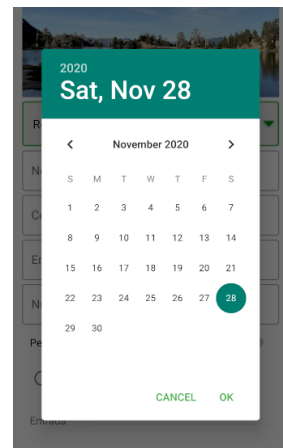 2020
Sat, Nov 28
November 2020
S M T W T F S
1 2 3 4 5 6 7
8 9 10 11 12 13 14
15 16 17 18 19 20 21
22 23 24 25 26 27 28
29 30
CANCEL OK
Entrada